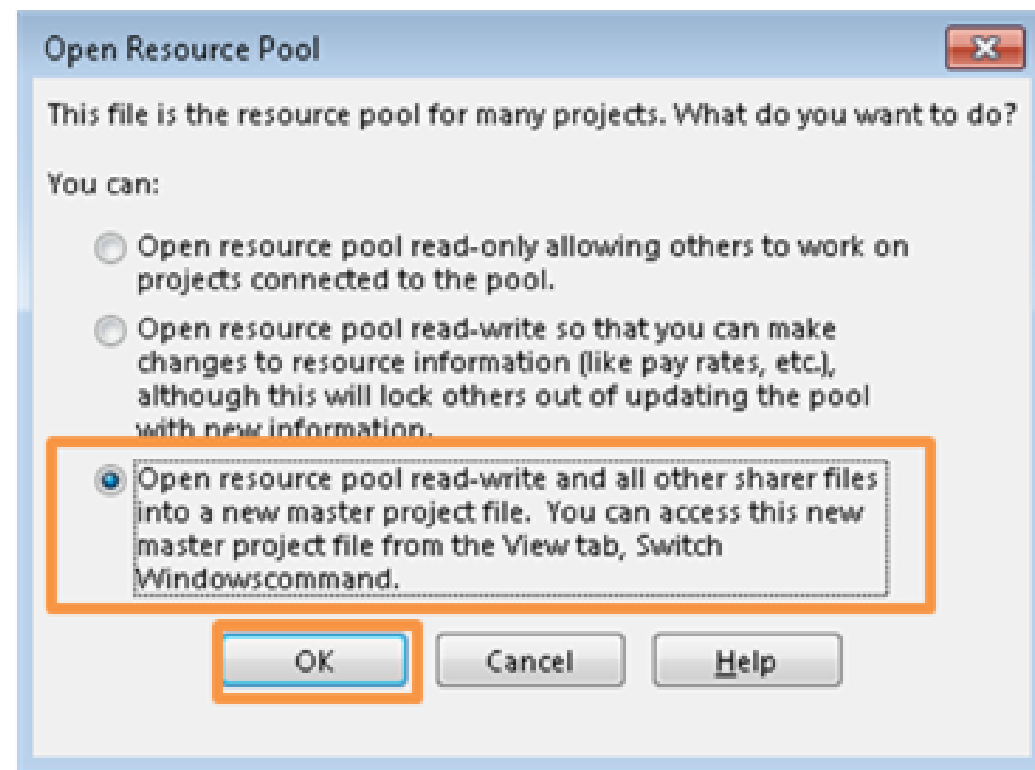 Open Resource Pool
This file is the resource pool for many projects. What do you want to do?
You can:
Open resource pool read-only allowing others to work on
projects connected to the pool.
Open resource pool read-write so that you can make
changes to resource information (like pay rates, etc.),
although this will lock others out of updating the pool
with new information.
Open resource pool read-write and all other sharer files
into a new master project file.  You can access this new
master project file from the View tab, Switch
Windowscommand.
OK
Cancel
Help